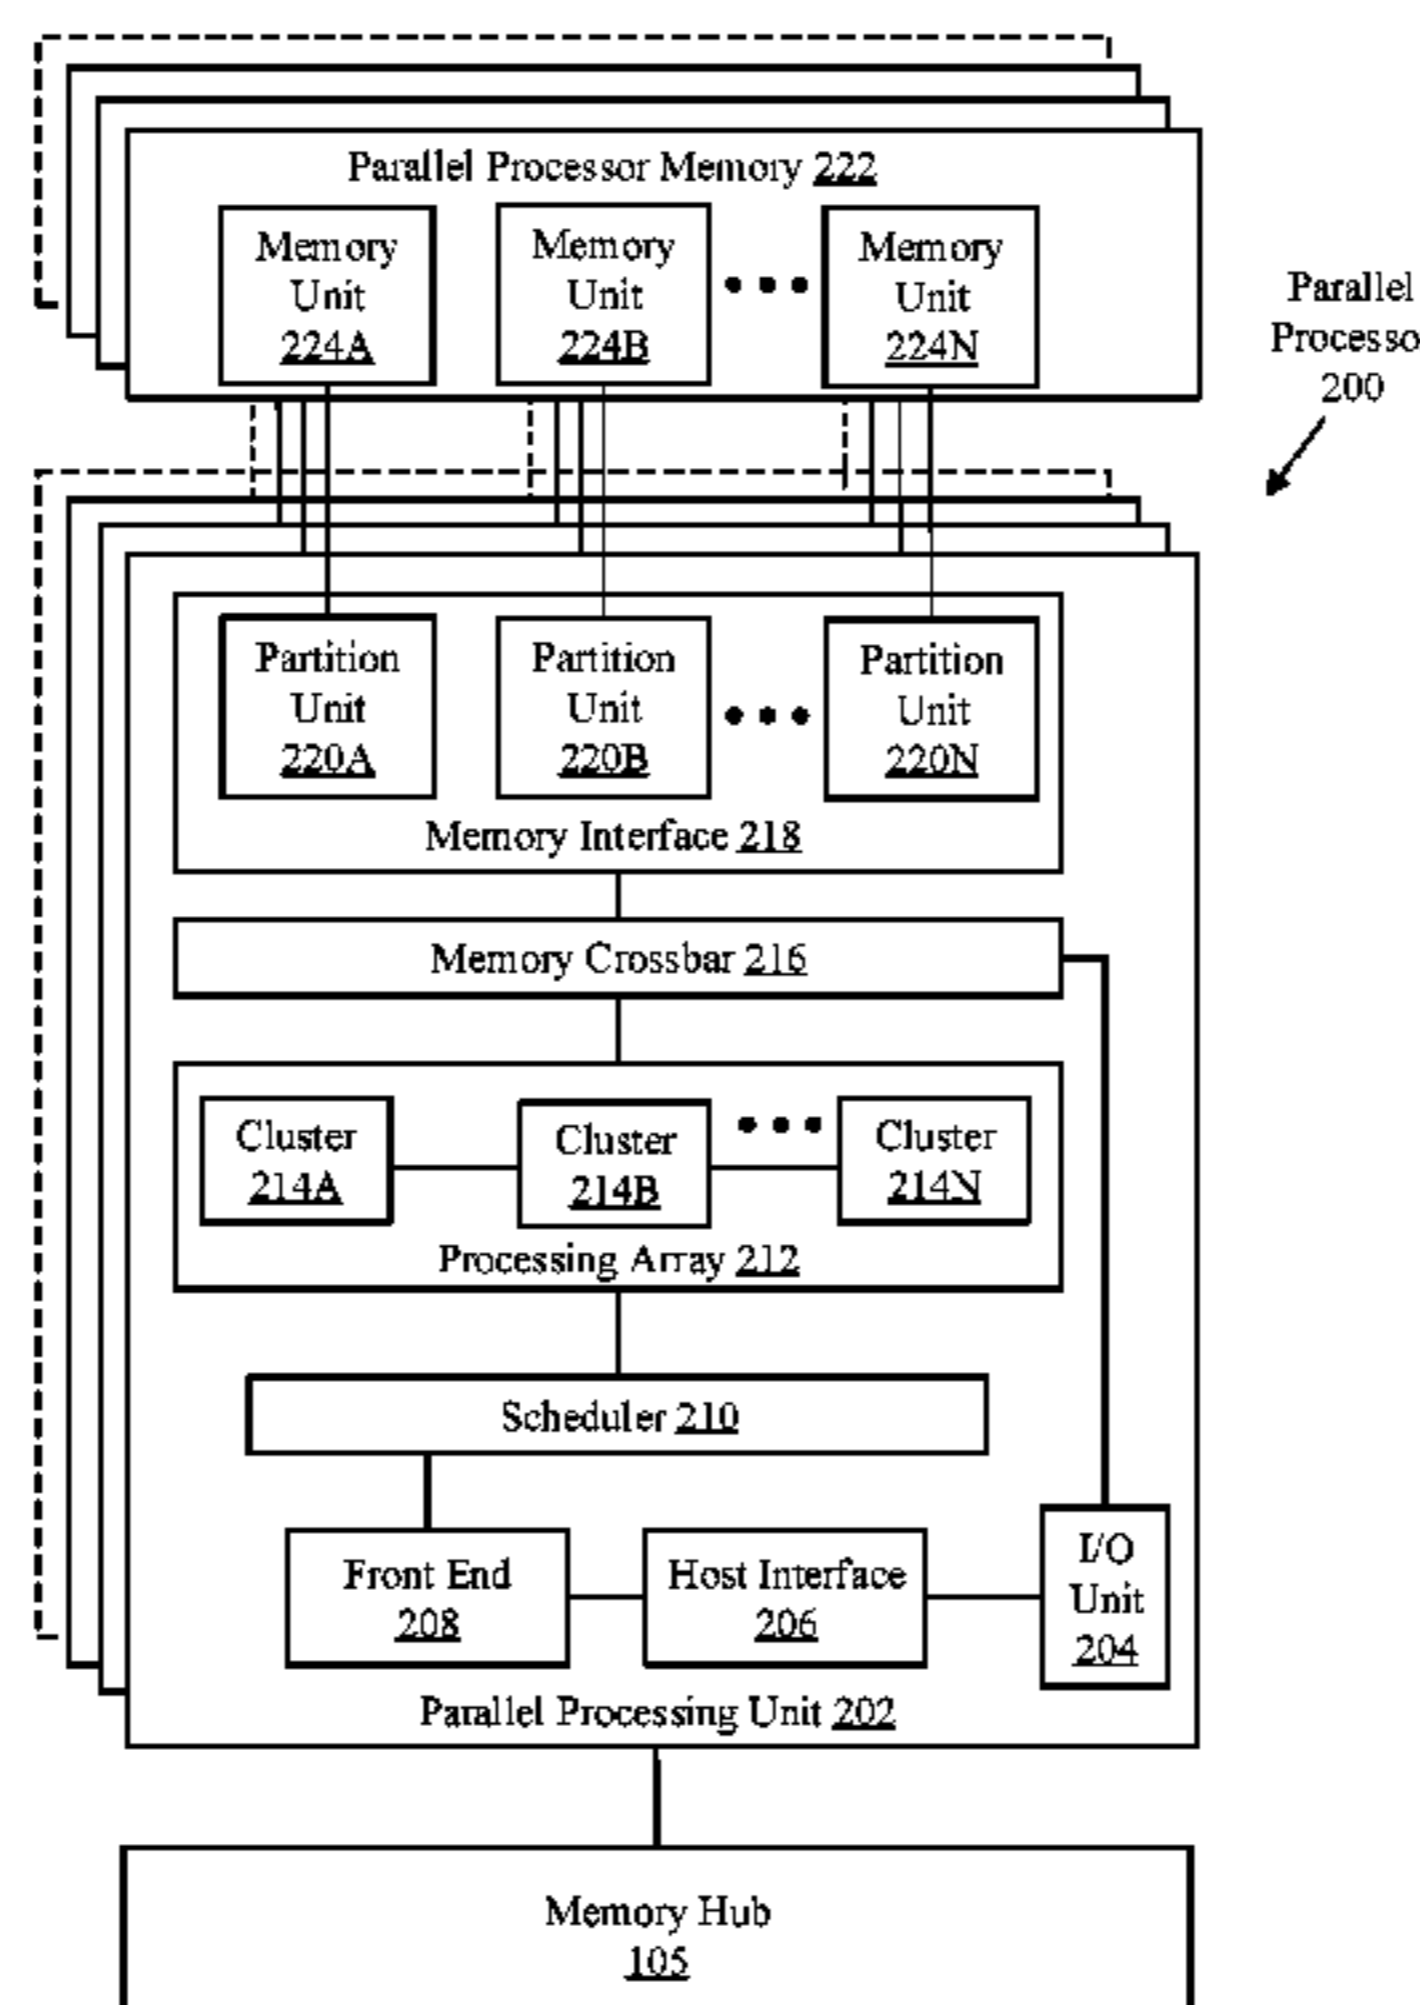 Parallel Processor Memory 222
Memory
Unit
224A
Memory
Unit
224B
Memory
Unit
224N
Parallel
Processo
200
Partition
Unit
220A
Partition
Unit
220B
Partition
Unit
220N
Memory Interface 218
Memory Crossbar 216
Cluster
214A
Cluster
214B
Cluster
214N
Processing Array 212
Scheduler 210
Front End
208
Host Interface
206
I/O
Unit
204
Parallel Processing Unit 202
Memory Hub
105